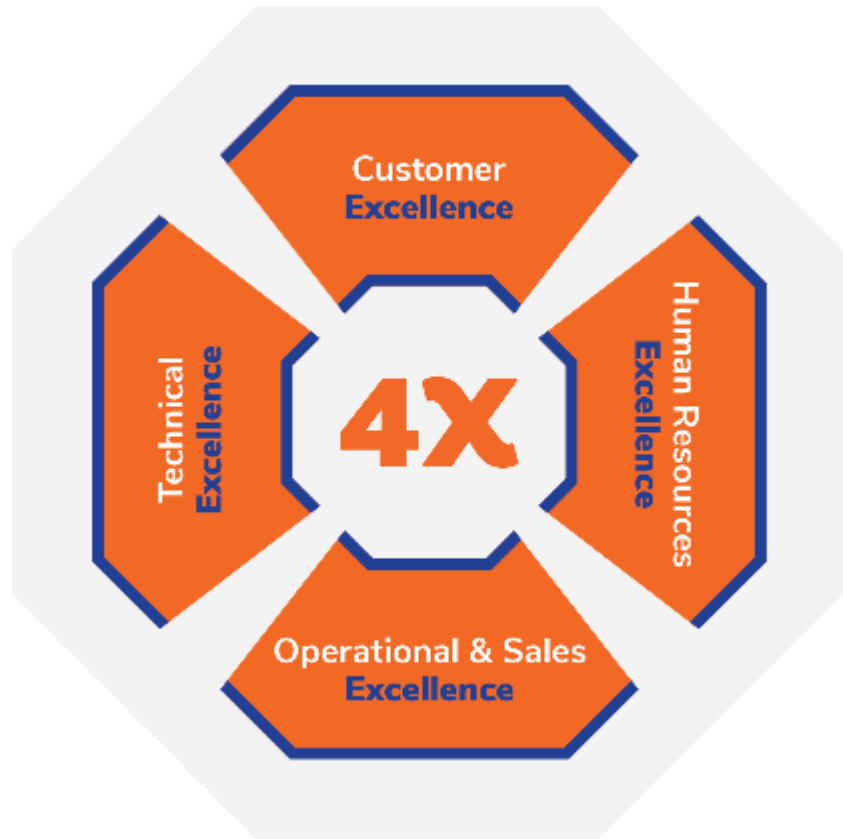 Customer
Excellence
Technical
Excellence
4X
Human Resources
Excellence
Operational & Sales
Excellence